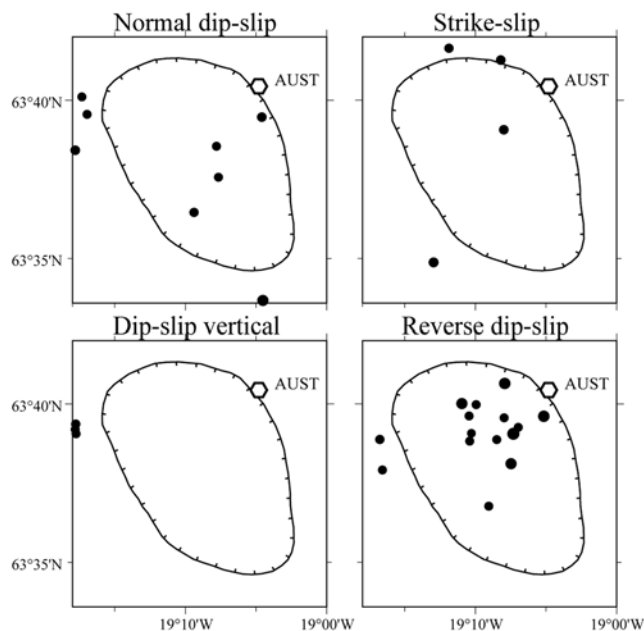 Normal dip-slip
Strike-slip
AUST
AUST
63°40'N
63°35'N
Dip-slip vertical
Reverse dip-slip
AUST
AUST
63°40'N
63°35'N
19°10'W
19°00'W
19°10'W
19°00'W